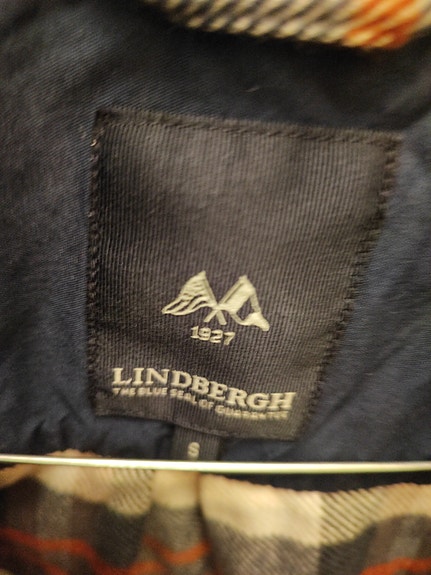 1927
LINDBERGH
THE BLUE SEAL OF GUARANTEE
S